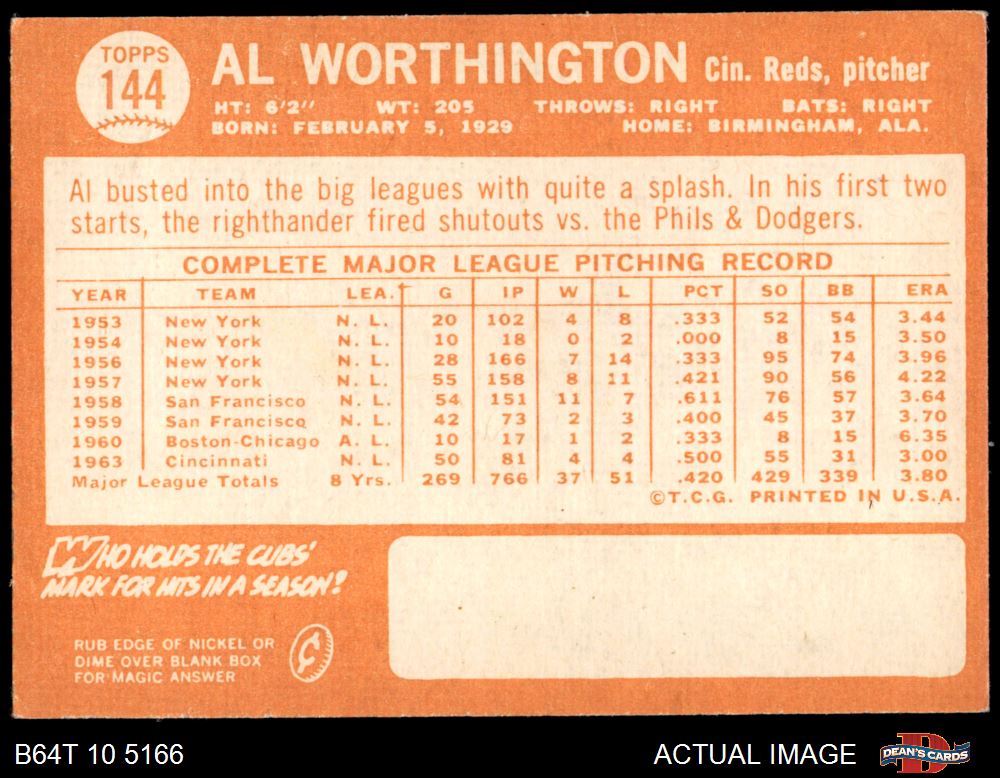 TOPPS
144
AL WORTHINGTON Cin. Reds, pitcher
HT: 6'2" WT: 205 THROWS: RIGHT BATS: RIGHT
BORN: FEBRUARY 5, 1929 HOME: BIRMINGHAM, ALA.
Al busted into the big leagues with quite a splash. In his first two
starts, the righthander fired shutouts vs. the Phils & Dodgers.
COMPLETE MAJOR LEAGUE PITCHING RECORD
YEAR TEAM LEA. G IP W L PCT SO BB ERA
1953 New York N. L. 20 102 4 8 .333 52 54 3.44
1954 New York N. L. 10 18 0 2 .000 8 15 3.50
1956 New York N. L. 28 166 7 14 .333 95 74 3.96
1957 New York N. L. 55 158 8 11 .421 90 56 4.22
1958 San Francisco N. L. 54 151 11 7 .611 76 57 3.64
1959 San Francisco N. L. 42 73 2 3 .400 45 37 3.70
1960 Boston-Chicago A. L. 10 17 1 2 .333 8 15 6.35
1963 Cincinnati N. L. 50 81 4 4 .500 55 31 3.00
Major League Totals 8 Yrs. 269 766 37 51 .420 429 339 3.80
©T.C.G. PRINTED IN U.S.A.
WHO HOLDS THE CUBS'
MARK FOR HITS IN A SEASON?
RUB EDGE OF NICKEL OR
DIME OVER BLANK BOX
FOR MAGIC ANSWER
¢
B64T 10 5166 ACTUAL IMAGE DEAN'S CARDS